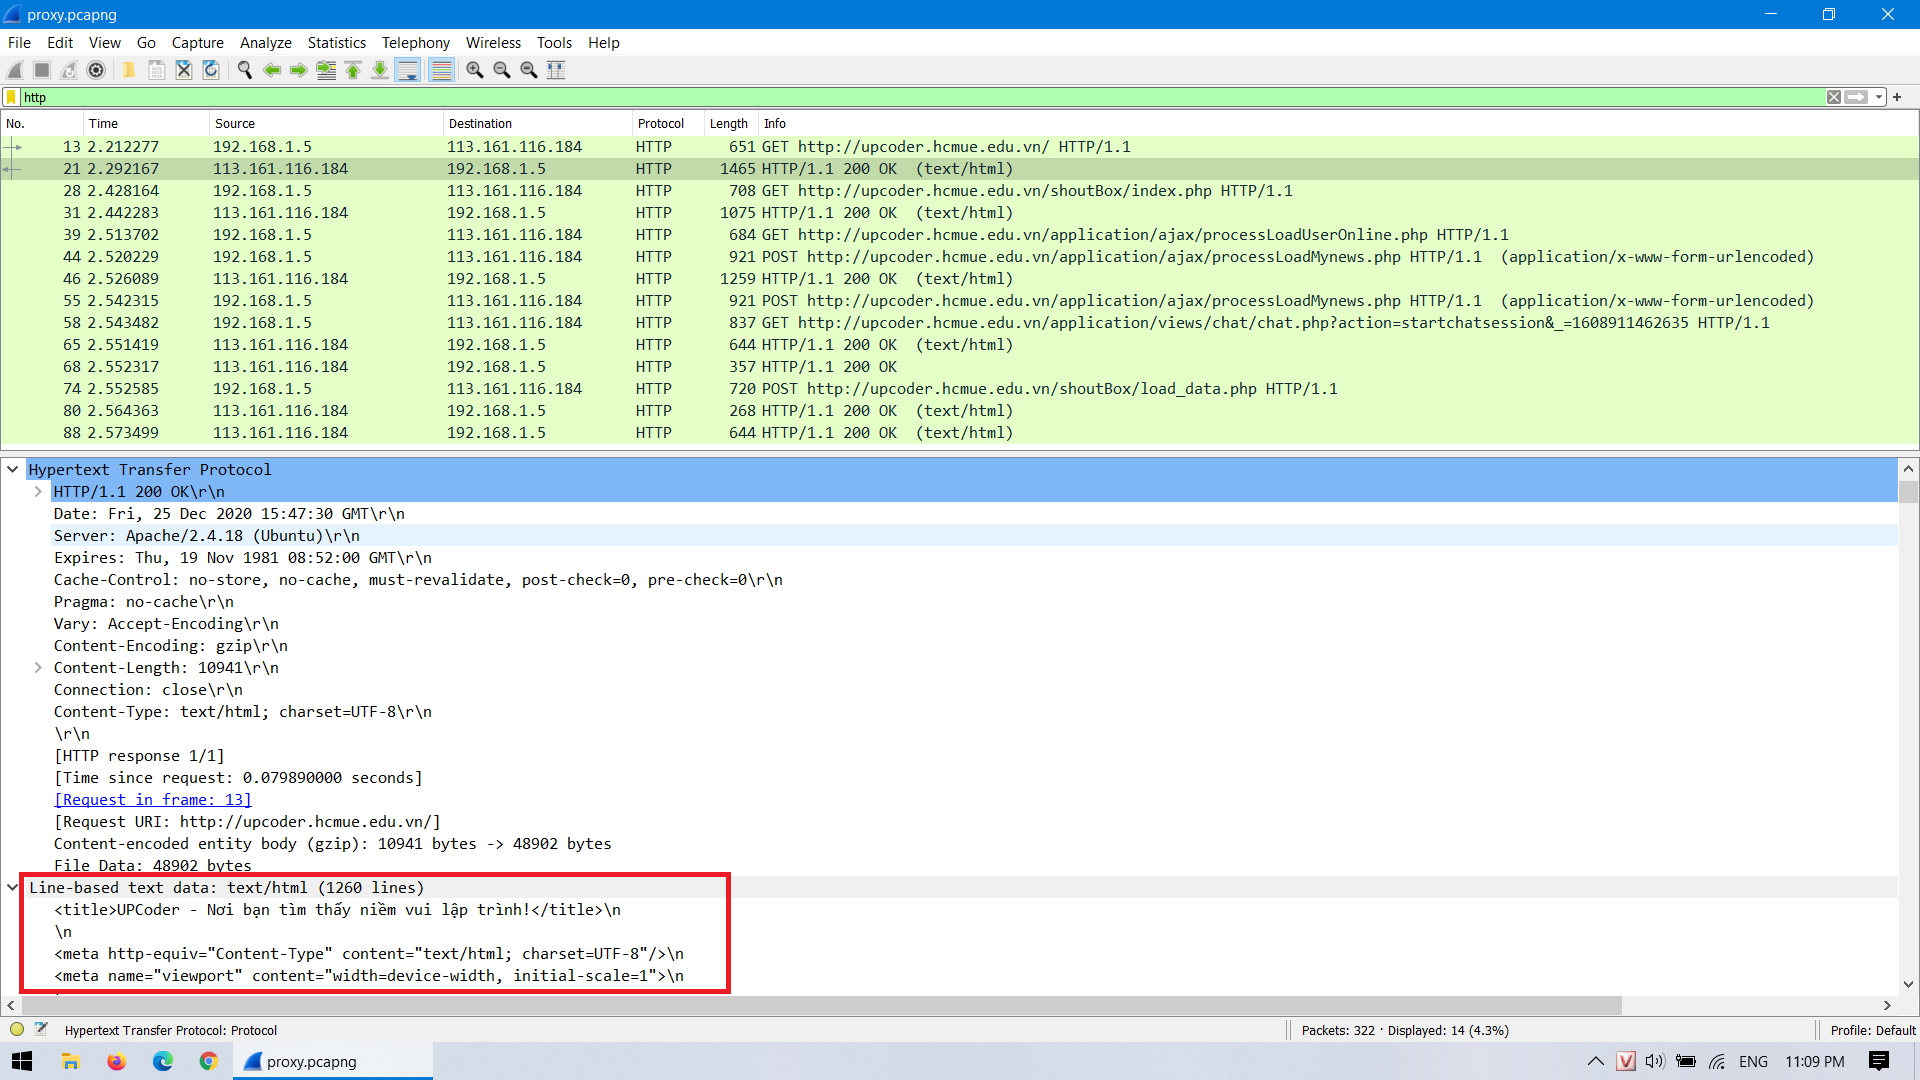 proxy.pcapng
File Edit View Go Capture Analyze Statistics Telephony Wireless Tools Help
http
No. Time Source Destination Protocol Length Info
13 2.212277 192.168.1.5 113.161.116.184 HTTP 651 GET http://upcoder.hcmue.edu.vn/ HTTP/1.1
21 2.292167 113.161.116.184 192.168.1.5 HTTP 1465 HTTP/1.1 200 OK (text/html)
28 2.428164 192.168.1.5 113.161.116.184 HTTP 708 GET http://upcoder.hcmue.edu.vn/shoutBox/index.php HTTP/1.1
31 2.442283 113.161.116.184 192.168.1.5 HTTP 1075 HTTP/1.1 200 OK (text/html)
39 2.513702 192.168.1.5 113.161.116.184 HTTP 684 GET http://upcoder.hcmue.edu.vn/application/ajax/processLoadUserOnline.php HTTP/1.1
44 2.520229 192.168.1.5 113.161.116.184 HTTP 921 POST http://upcoder.hcmue.edu.vn/application/ajax/processLoadMynews.php HTTP/1.1 (application/x-www-form-urlencoded)
46 2.526089 113.161.116.184 192.168.1.5 HTTP 1259 HTTP/1.1 200 OK (text/html)
55 2.542315 192.168.1.5 113.161.116.184 HTTP 921 POST http://upcoder.hcmue.edu.vn/application/ajax/processLoadMynews.php HTTP/1.1 (application/x-www-form-urlencoded)
58 2.543482 192.168.1.5 113.161.116.184 HTTP 837 GET http://upcoder.hcmue.edu.vn/application/views/chat/chat.php?action=startchatsession&_=1608911462635 HTTP/1.1
65 2.551419 113.161.116.184 192.168.1.5 HTTP 644 HTTP/1.1 200 OK (text/html)
68 2.552317 113.161.116.184 192.168.1.5 HTTP 357 HTTP/1.1 200 OK
74 2.552585 192.168.1.5 113.161.116.184 HTTP 720 POST http://upcoder.hcmue.edu.vn/shoutBox/load_data.php HTTP/1.1
80 2.564363 113.161.116.184 192.168.1.5 HTTP 268 HTTP/1.1 200 OK (text/html)
88 2.573499 113.161.116.184 192.168.1.5 HTTP 644 HTTP/1.1 200 OK (text/html)
Hypertext Transfer Protocol
HTTP/1.1 200 OK\r\n
Date: Fri, 25 Dec 2020 15:47:30 GMT\r\n
Server: Apache/2.4.18 (Ubuntu)\r\n
Expires: Thu, 19 Nov 1981 08:52:00 GMT\r\n
Cache-Control: no-store, no-cache, must-revalidate, post-check=0, pre-check=0\r\n
Pragma: no-cache\r\n
Vary: Accept-Encoding\r\n
Content-Encoding: gzip\r\n
Content-Length: 10941\r\n
Connection: close\r\n
Content-Type: text/html; charset=UTF-8\r\n
\r\n
[HTTP response 1/1]
[Time since request: 0.079890000 seconds]
[Request in frame: 13]
[Request URI: http://upcoder.hcmue.edu.vn/]
Content-encoded entity body (gzip): 10941 bytes -> 48902 bytes
File Data: 48902 bytes
Line-based text data: text/html (1260 lines)
<title>UPCoder - Nơi bạn tìm thấy niềm vui lập trình!</title>\n
\n
<meta http-equiv="Content-Type" content="text/html; charset=UTF-8"/>\n
<meta name="viewport" content="width=device-width, initial-scale=1">\n
Hypertext Transfer Protocol: Protocol
Packets: 322 · Displayed: 14 (4.3%)
Profile: Default
proxy.pcapng
ENG 11:09 PM